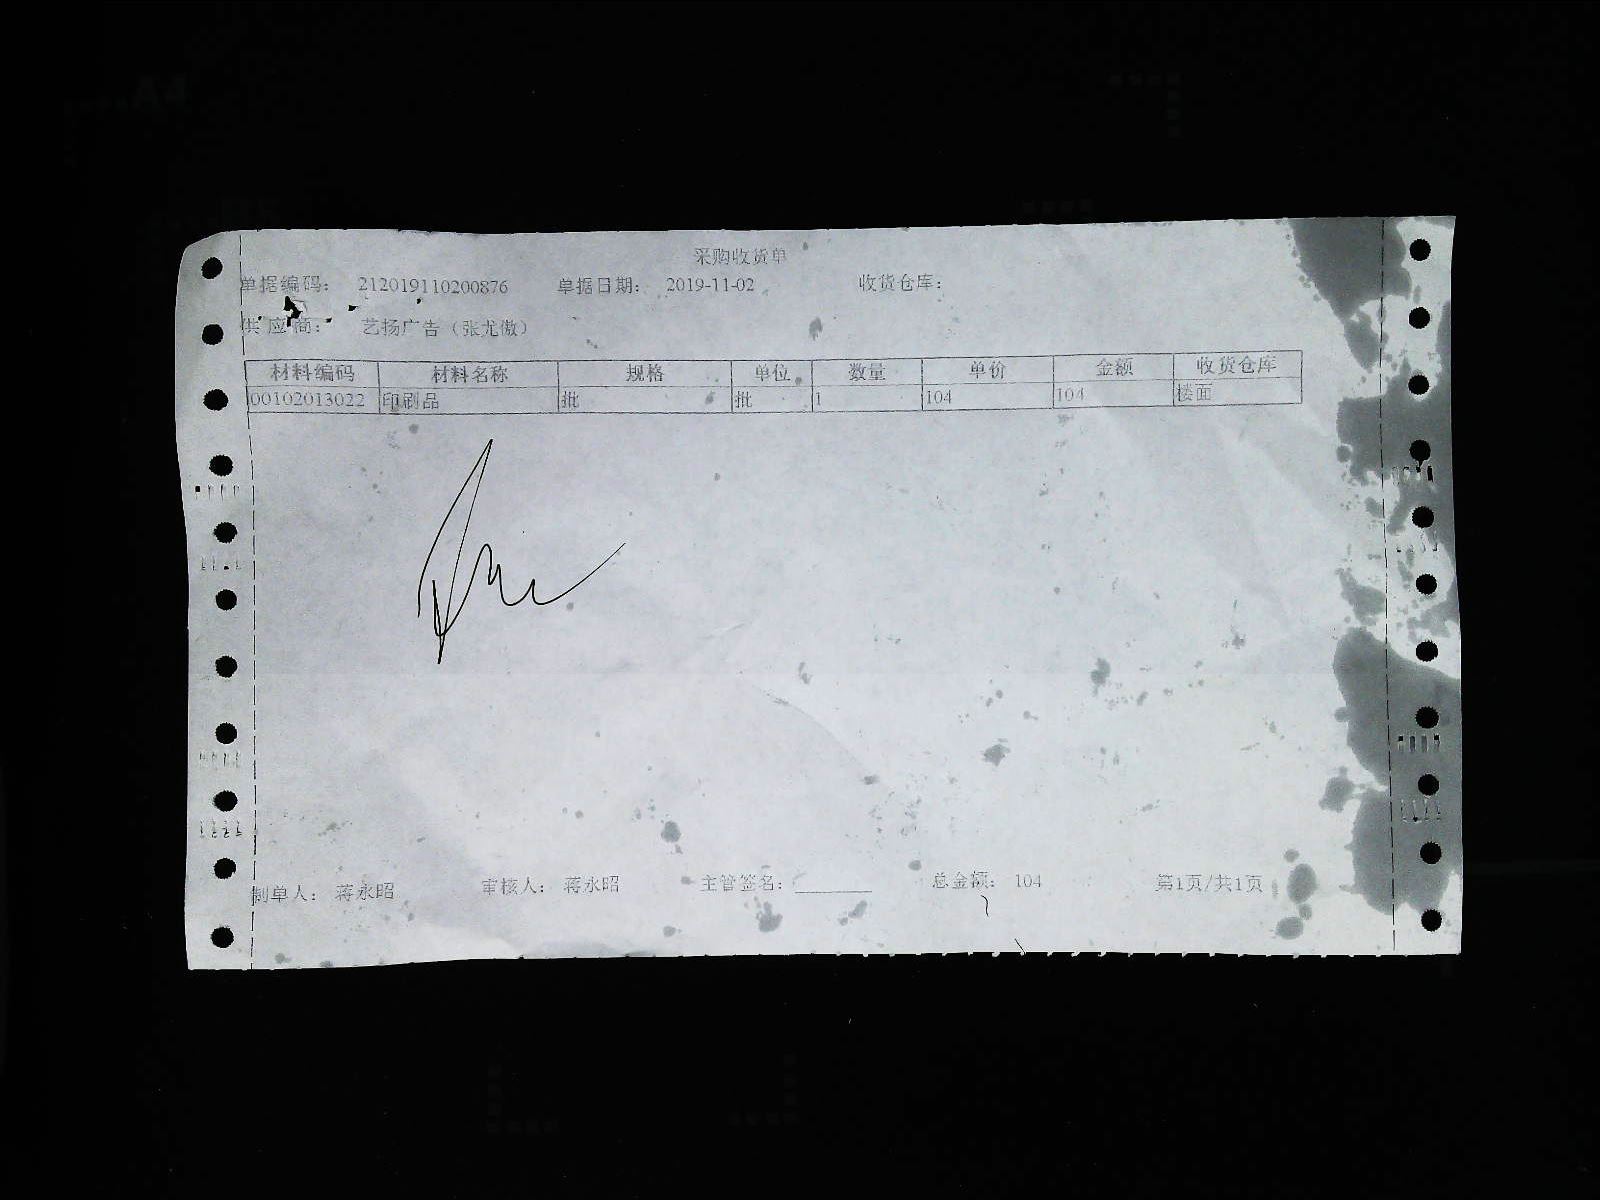 采购收货单
单据编码: 212019110200876 单据日期: 2019-11-02 收货仓库:
供应商: 艺扬广告（张尤傲）
材料编码 材料名称 规格 单位 数量 单价 金额 收货仓库
00102013022 印刷品 批 批 1 104 104 楼面
制单人: 蒋永昭 审核人: 蒋永昭 主管签名: 总金额: 104 第1页/共1页